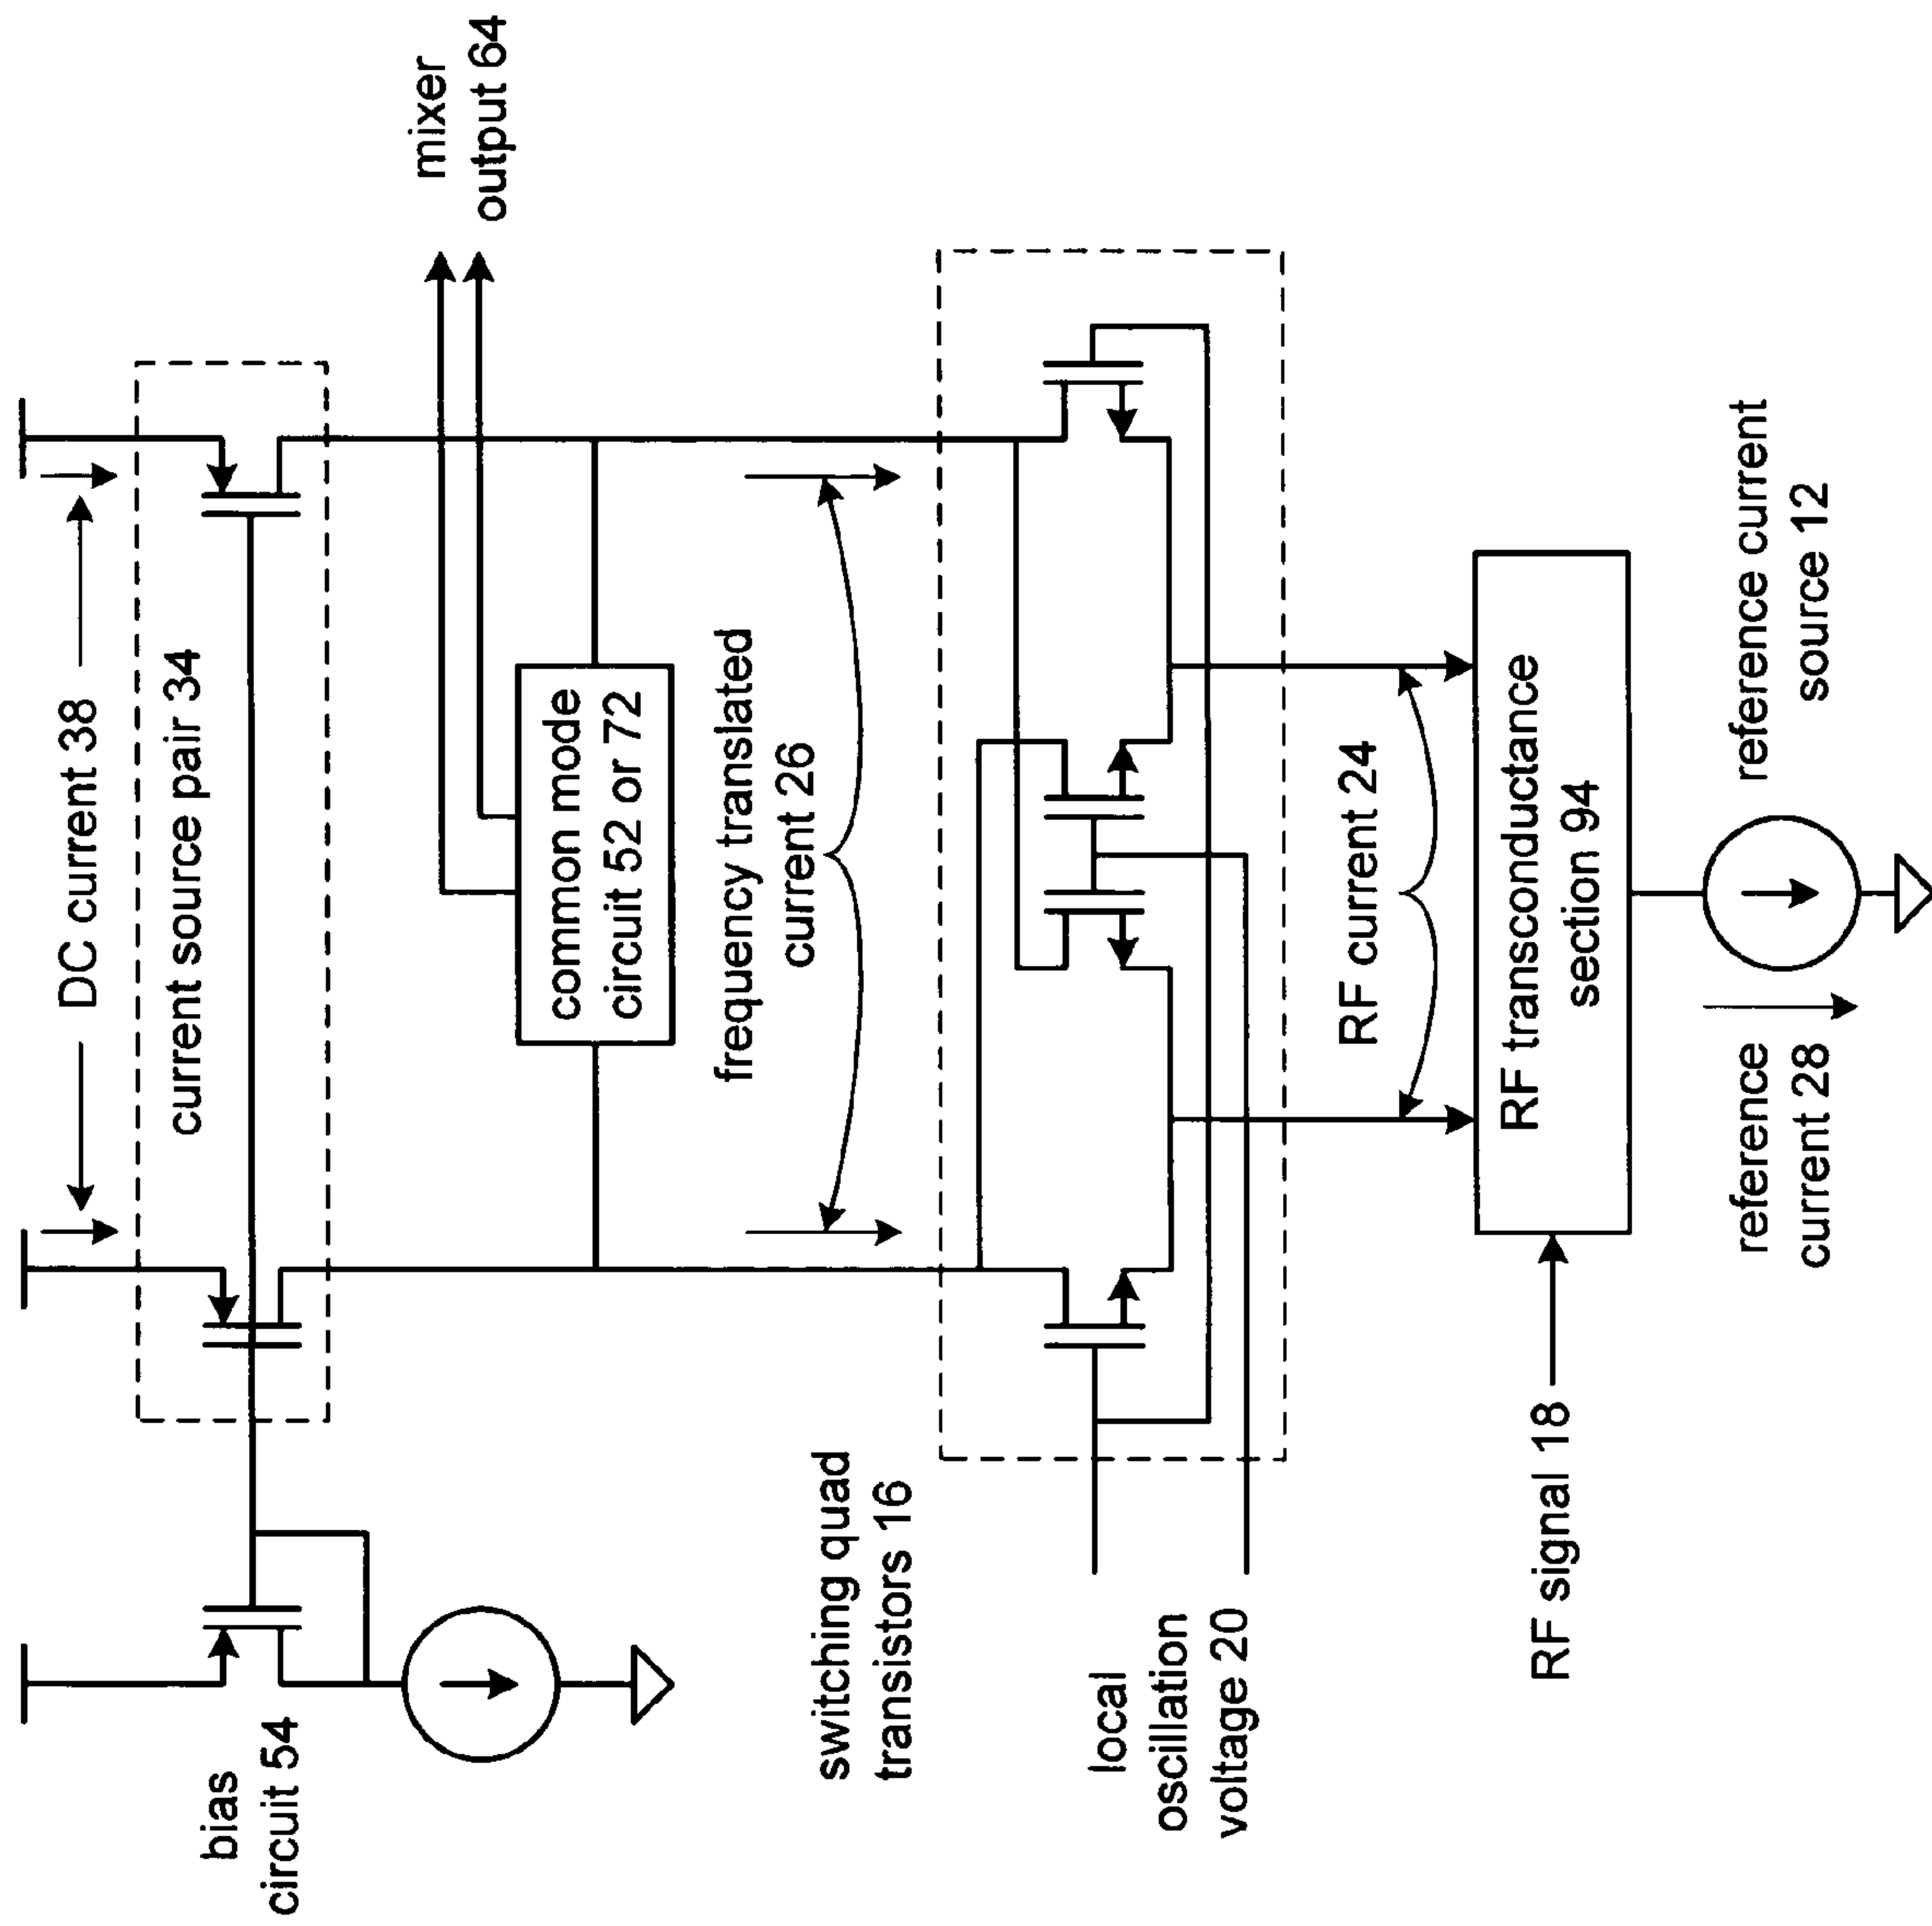 DC current 38
current source pair 34
bias
circuit 54
mixer
output 64
common mode
circuit 52 or 72
frequency translated
current 26
switching quad
transistors 16
local
oscillation
voltage 20
RF current 24
RF signal 18
RF transconductance
section 94
reference
current 28
reference current
source 12